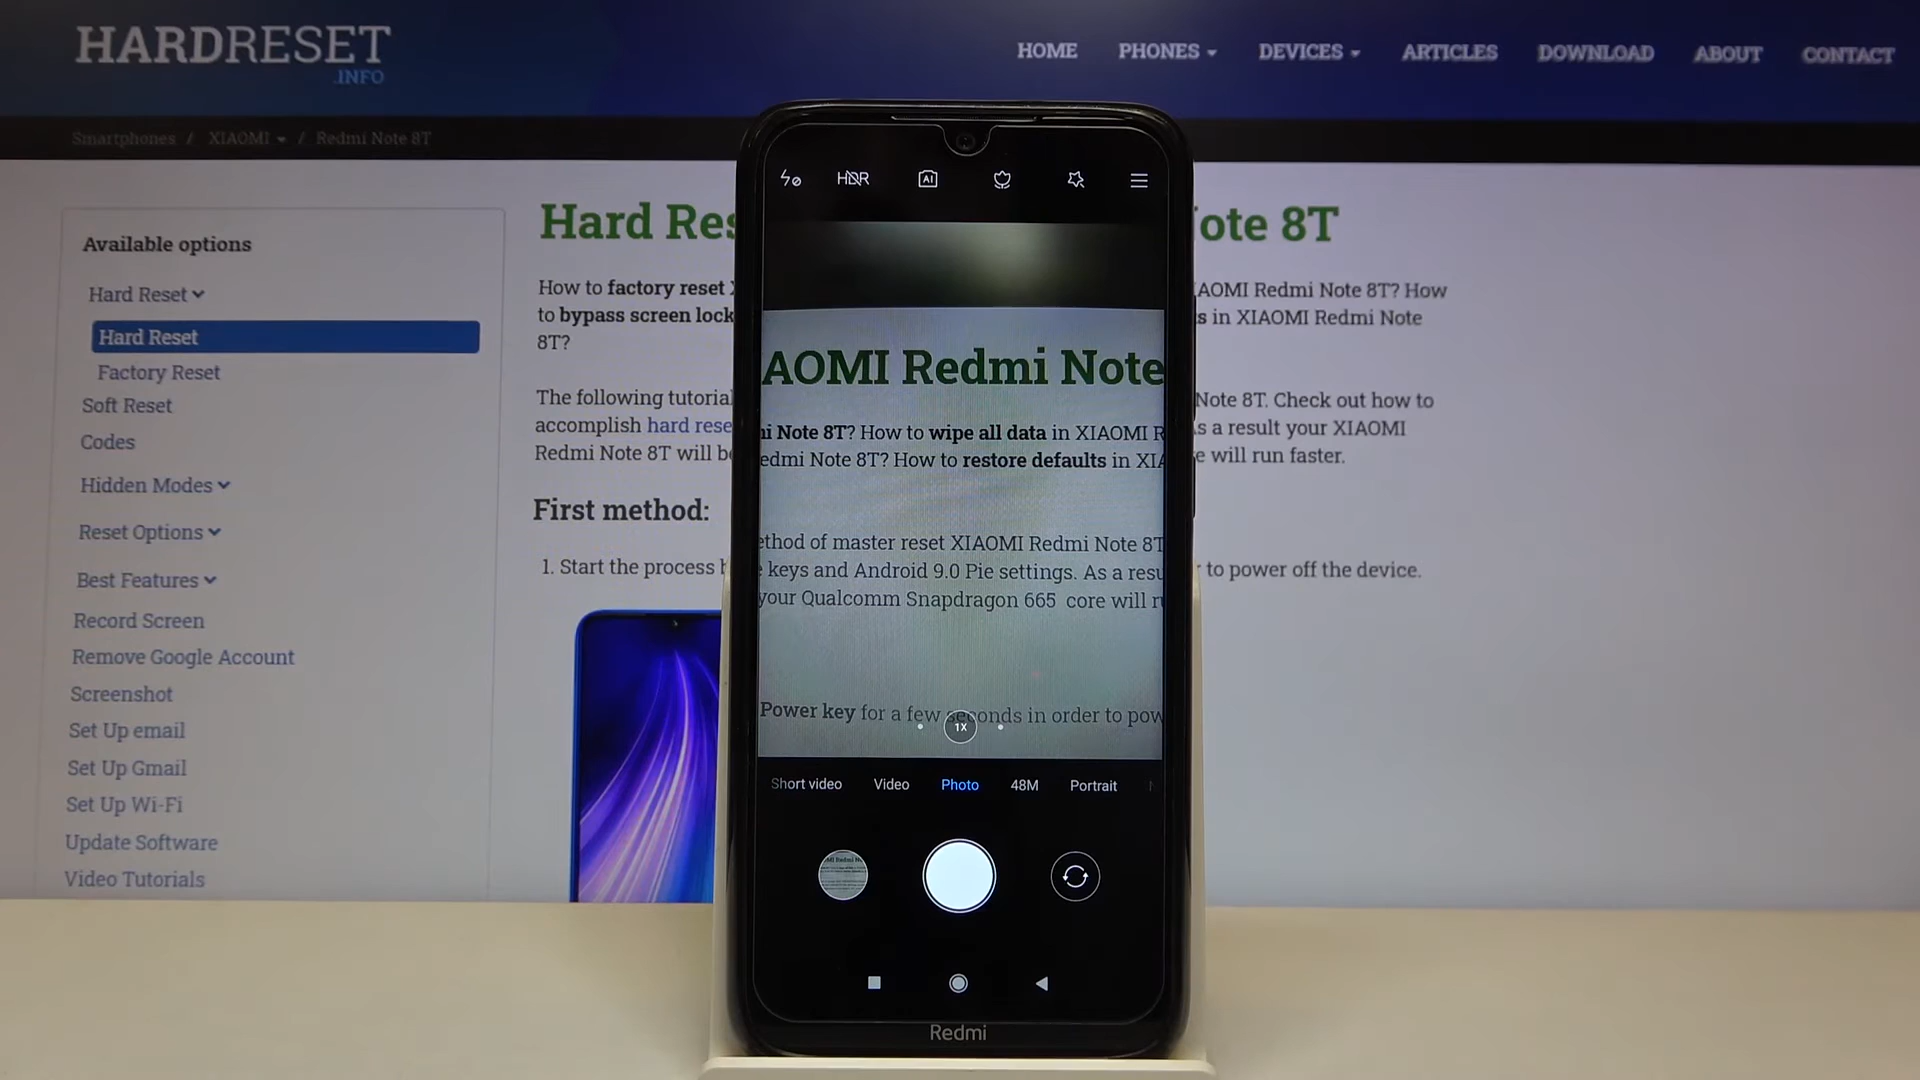 HARDRESET
.INFO
HOME PHONES DEVICES ARTICLES DOWNLOAD ABOUT CONTACT
Smartphones / XIAOMI / Redmi Note 8T
Available options
Hard Reset
Hard Reset
Factory Reset
Soft Reset
Codes
Hidden Modes
Reset Options
Best Features
Record Screen
Remove Google Account
Screenshot
Set Up email
Set Up Gmail
Set Up Wi-Fi
Update Software
Video Tutorials
Hard Res
ote 8T
How to factory reset
XIAOMI Redmi Note 8T? How
to bypass screen lock
s in XIAOMI Redmi Note
8T?
The following tutorial
Note 8T. Check out how to
accomplish hard rese
s a result your XIAOMI
Redmi Note 8T will be
e will run faster.
First method:
1. Start the process
to power off the device.
HDR
AI
AOMI Redmi Note
mi Note 8T? How to wipe all data in XIAOMI R
edmi Note 8T? How to restore defaults in XIA
ethod of master reset XIAOMI Redmi Note 8T
keys and Android 9.0 Pie settings. As a resu
your Qualcomm Snapdragon 665 core will r
Power key for a few seconds in order to pow
1X
Short video Video Photo 48M Portrait
Redmi